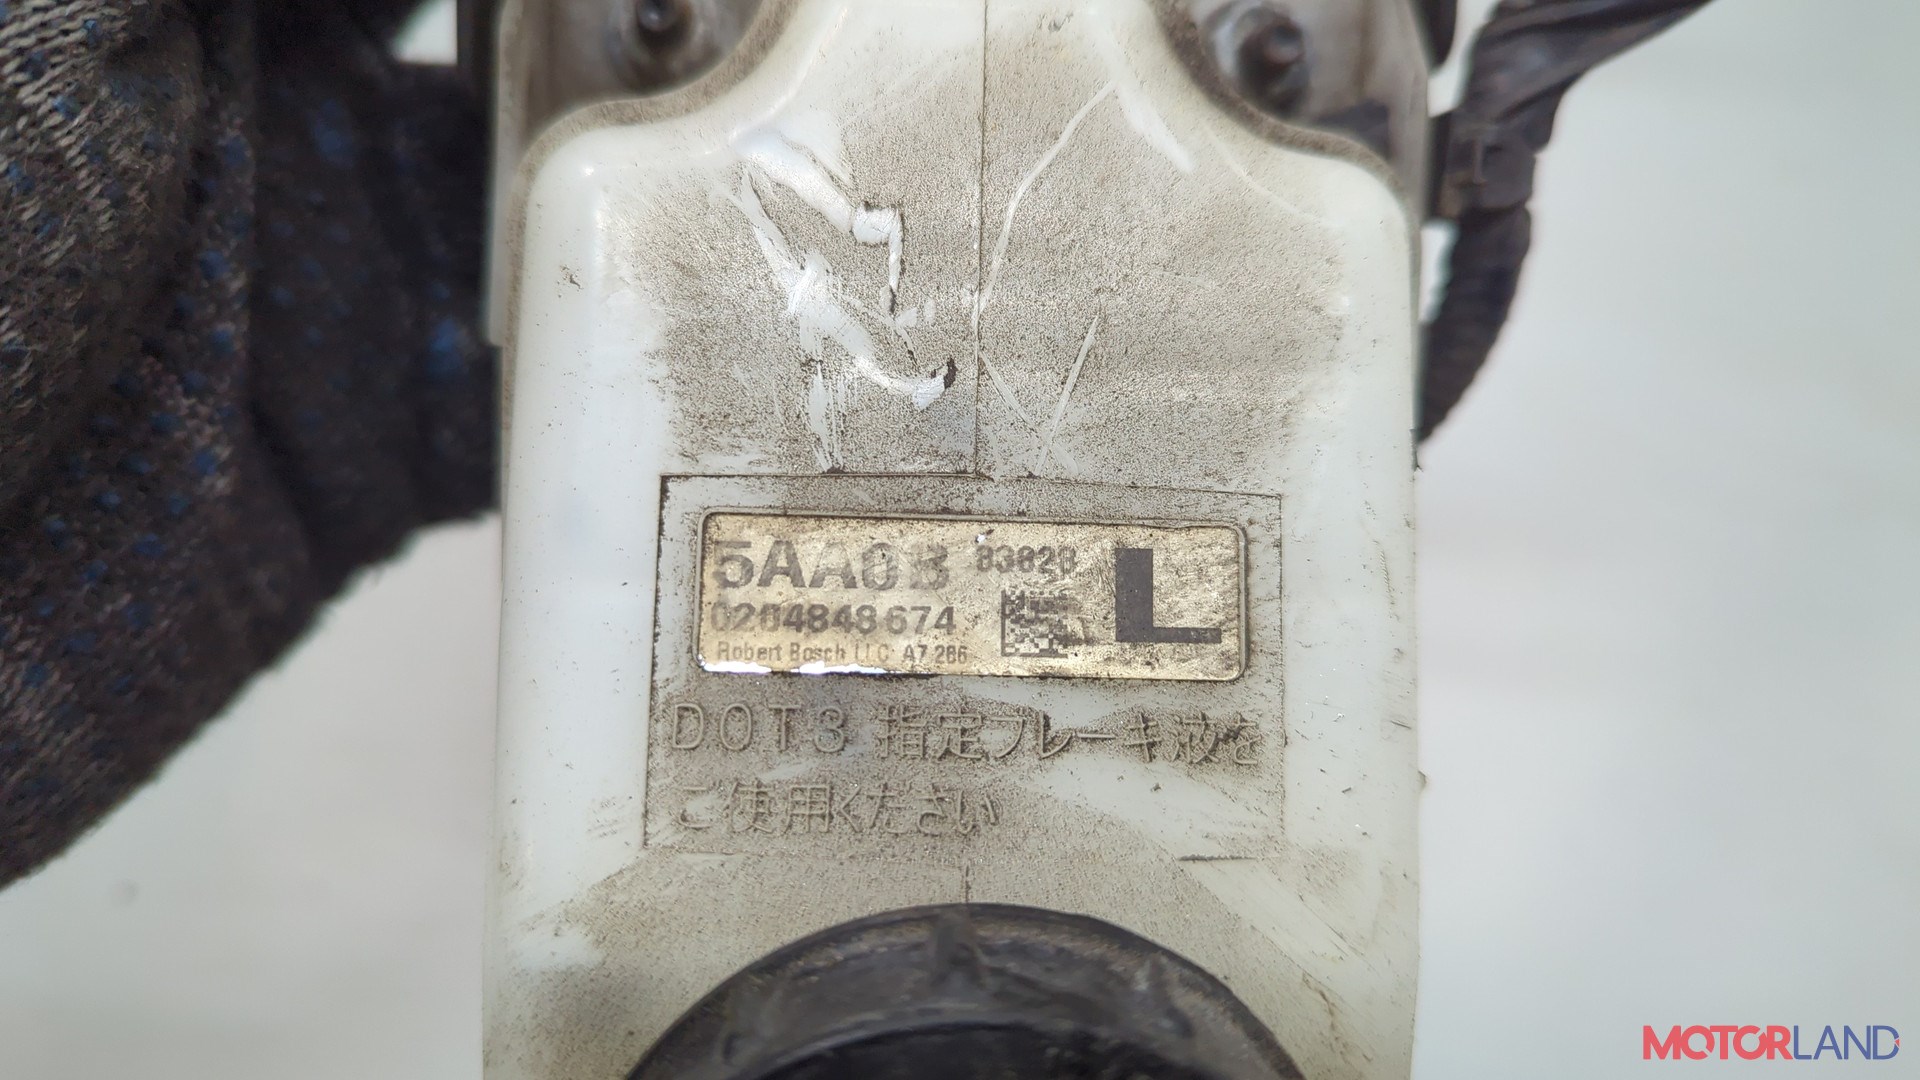 5AA0B
L
0204848674
Robert Bosch LLC A7 286
DOT3 指定ブレーキ液を
ご使用ください
MOTORLAND